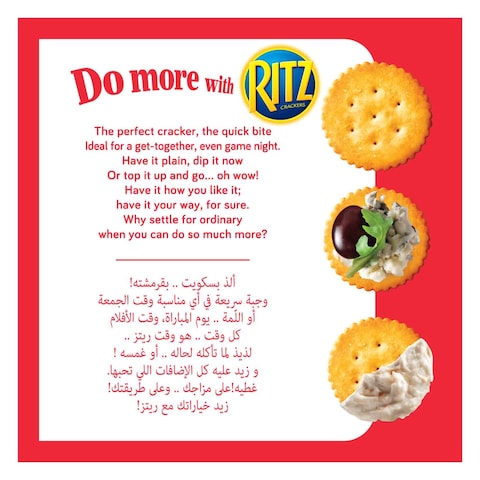 Do more with RITZ
CRACKERS
The perfect cracker, the quick bite
Ideal for a get-together, even game night.
Have it plain, dip it now
Or top it up and go... oh wow!
Have it how you like it;
have it your way, for sure.
Why settle for ordinary
when you can do so much more?
ألذ بسكويت .. بقرمشته!
وجبة سريعة في أي مناسبة وقت الجمعة
أو اللّمة .. يوم المباراة، وقت الأفلام
كل وقت .. هو وقت ريتز ..
لذيذ لما تأكله لحاله .. أو غمسه !
و زيد عليه كل الإضافات اللي تحبها.
غطيه!على مزاجك .. وعلى طريقتك!
زيد خياراتك مع ريتز!